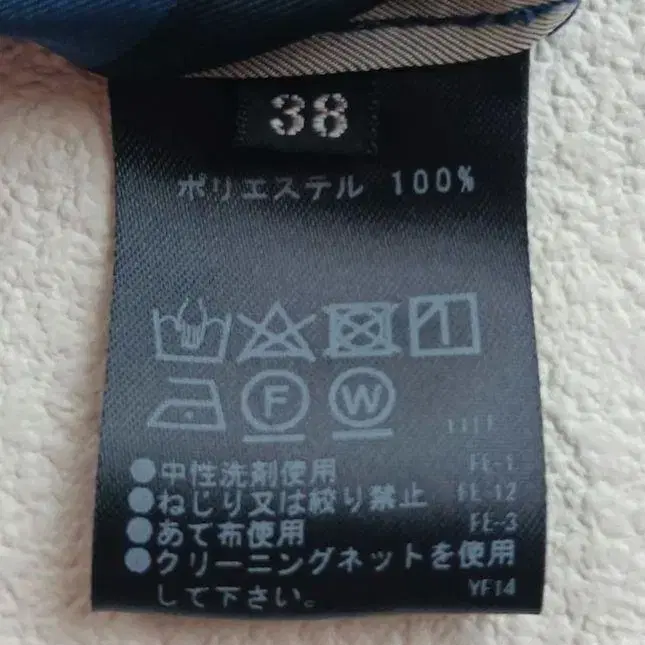 38
ポリエステル 100%
F W
1111
●中性洗剤使用 FE-1
●ねじり又は絞り禁止 FE-12
●あて布使用 FE-3
●クリーニングネットを使用
して下さい。 YF14